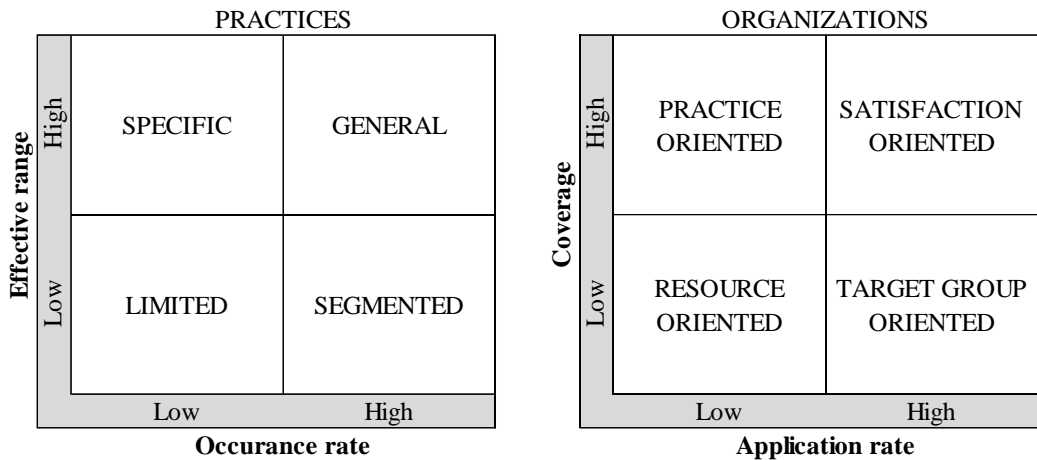 PRACTICES
Effective range
High
Low
SPECIFIC
GENERAL
LIMITED
SEGMENTED
Low
High
Occurance rate
ORGANIZATIONS
Coverage
High
Low
PRACTICE
ORIENTED
SATISFACTION
ORIENTED
RESOURCE
ORIENTED
TARGET GROUP
ORIENTED
Low
High
Application rate